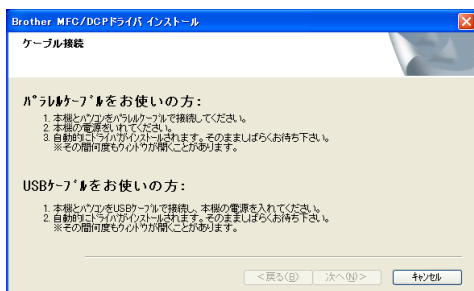 Brother MFC/DCPドライバ インストール
ケーブル接続
パラレルケーブルをお使いの方:
1. 本機とパソコンをパラレルケーブルで接続してください。
2. 本機の電源をいれてください。
3. 自動的にドライバがインストールされます。そのまましばらくお待ち下さい。
※その間何度もウィンドウが開くことがあります。
USBケーブルをお使いの方:
1. 本機とパソコンをUSBケーブルで接続し、本機の電源を入れてください。
2. 自動的にドライバがインストールされます。そのまましばらくお待ち下さい。
※その間何度もウィンドウが開くことがあります。
<戻る(B) 次へ(N)> キャンセル